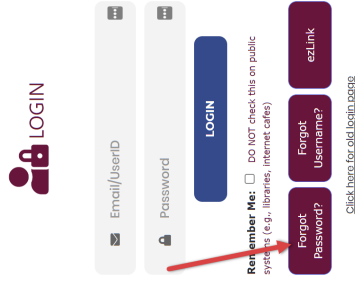 LOGIN
Email/UserID
Password
LOGIN
Remember Me: DO NOT check this on public
systems (e.g., libraries, internet cafes)
Forgot
Password?
Forgot
Username?
ezLink
Click here for old login page